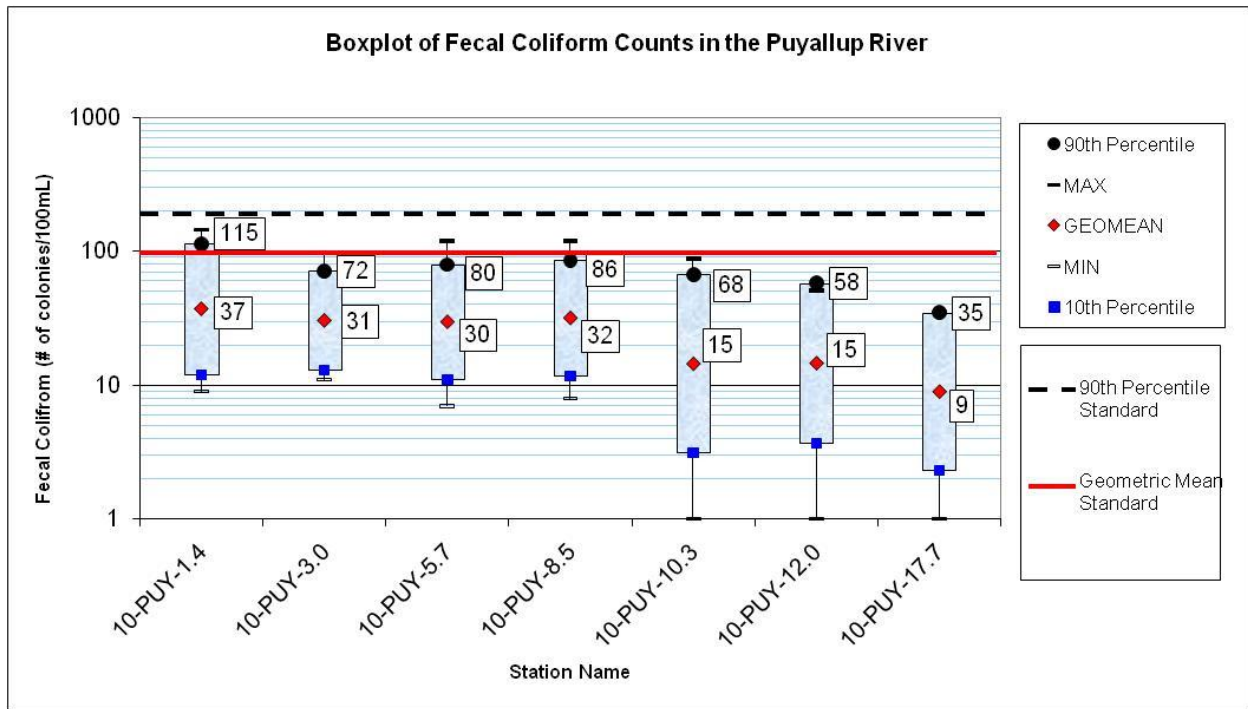 Boxplot of Fecal Coliform Counts in the Puyallup River
Fecal Colifrom (# of colonies/100mL)
1000
100
10
1
115
37
72
31
80
30
86
32
68
15
58
15
35
9
10-PUY-1.4
10-PUY-3.0
10-PUY-5.7
10-PUY-8.5
10-PUY-10.3
10-PUY-12.0
10-PUY-17.7
Station Name
90th Percentile
MAX
GEOMEAN
MIN
10th Percentile
90th Percentile
Standard
Geometric Mean
Standard